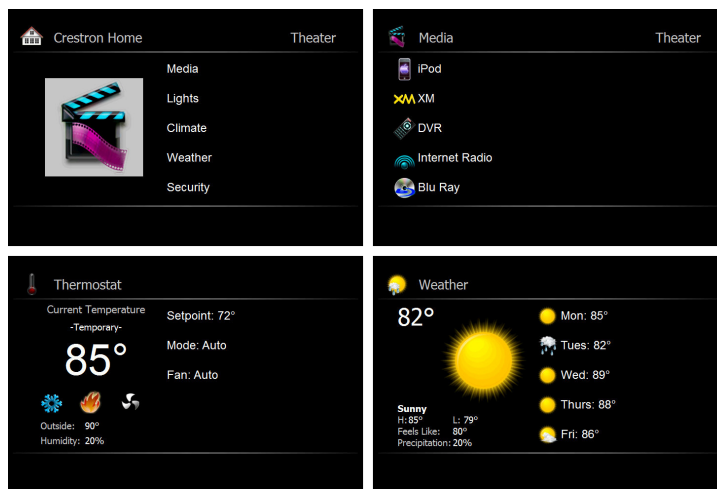 Crestron Home Theater
Media
Lights
Climate
Weather
Security
Media Theater
iPod
XM XM
DVR
Internet Radio
Blu Ray
Thermostat
Current Temperature
-Temporary-
85°
Outside: 90°
Humidity: 20%
Setpoint: 72°
Mode: Auto
Fan: Auto
Weather
82°
Sunny
H: 85° L: 79°
Feels Like: 80°
Precipitation: 20%
Mon: 85°
Tues: 82°
Wed: 89°
Thurs: 88°
Fri: 86°